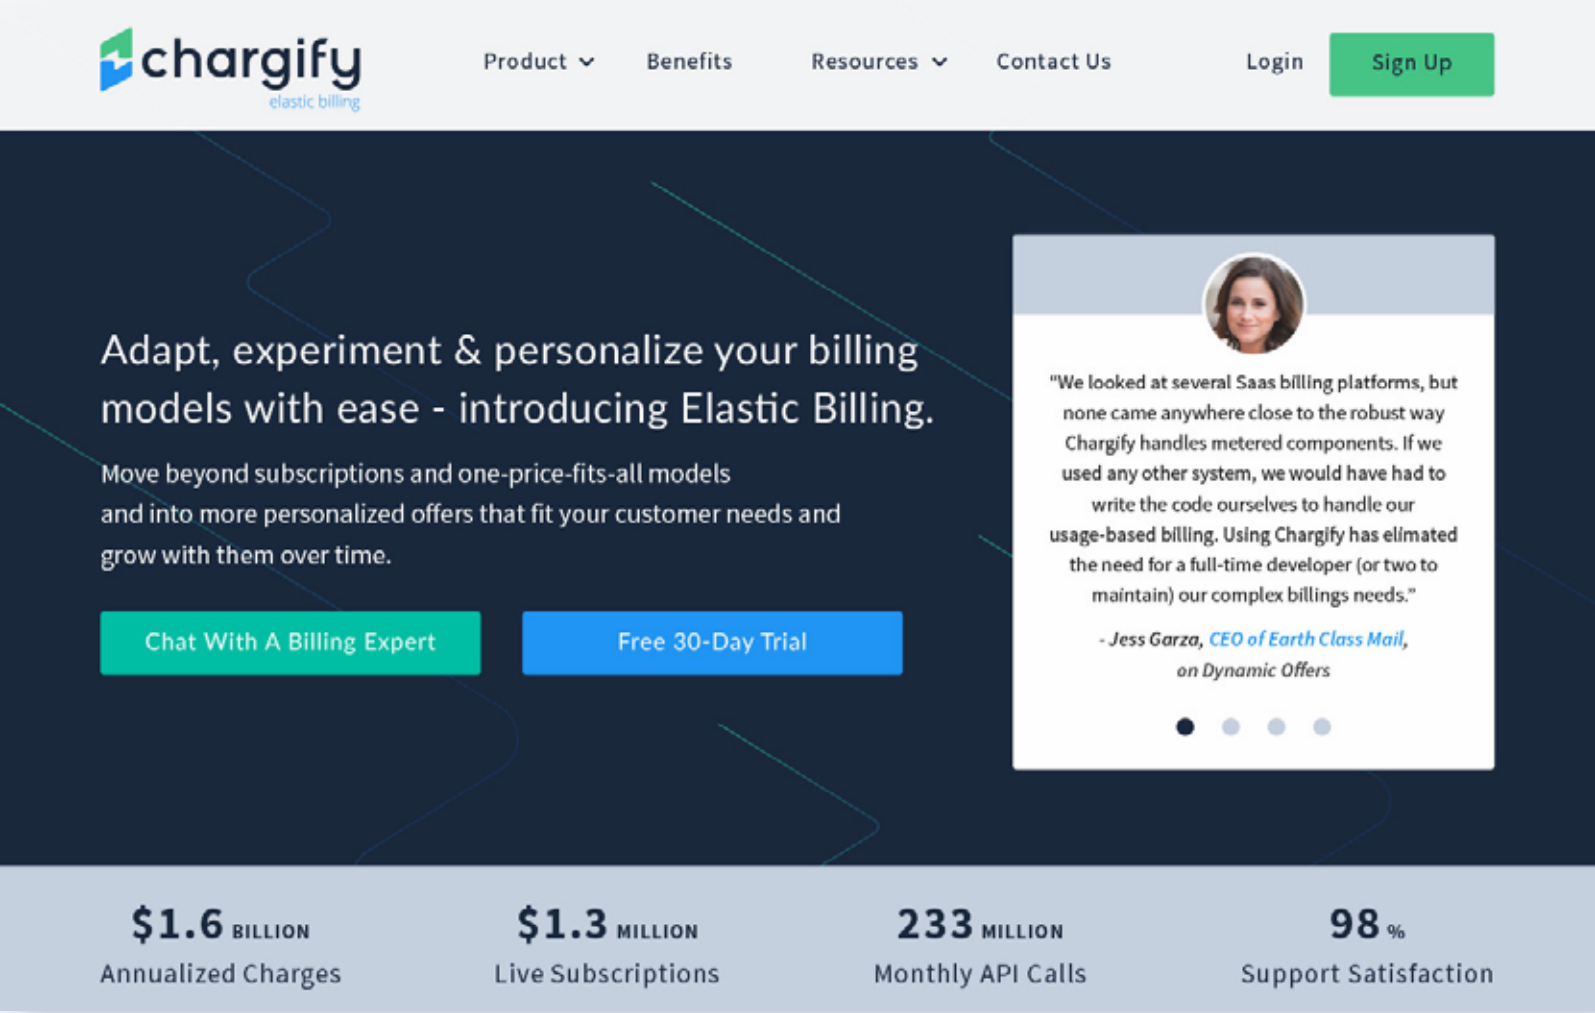 chargify
elastic billing
Product
Benefits
Resources
Contact Us
Login
Sign Up
Adapt, experiment & personalize your billing
models with ease - introducing Elastic Billing.
Move beyond subscriptions and one-price-fits-all models
and into more personalized offers that fit your customer needs and
grow with them over time.
Chat With A Billing Expert
Free 30-Day Trial
"We looked at several Saas billing platforms, but
none came anywhere close to the robust way
Chargify handles metered components. If we
used any other system, we would have had to
write the code ourselves to handle our
usage-based billing. Using Chargify has elimated
the need for a full-time developer (or two to
maintain) our complex billings needs."
- Jess Garza, CEO of Earth Class Mail,
on Dynamic Offers
$1.6 BILLION
Annualized Charges
$1.3 MILLION
Live Subscriptions
233 MILLION
Monthly API Calls
98 %
Support Satisfaction